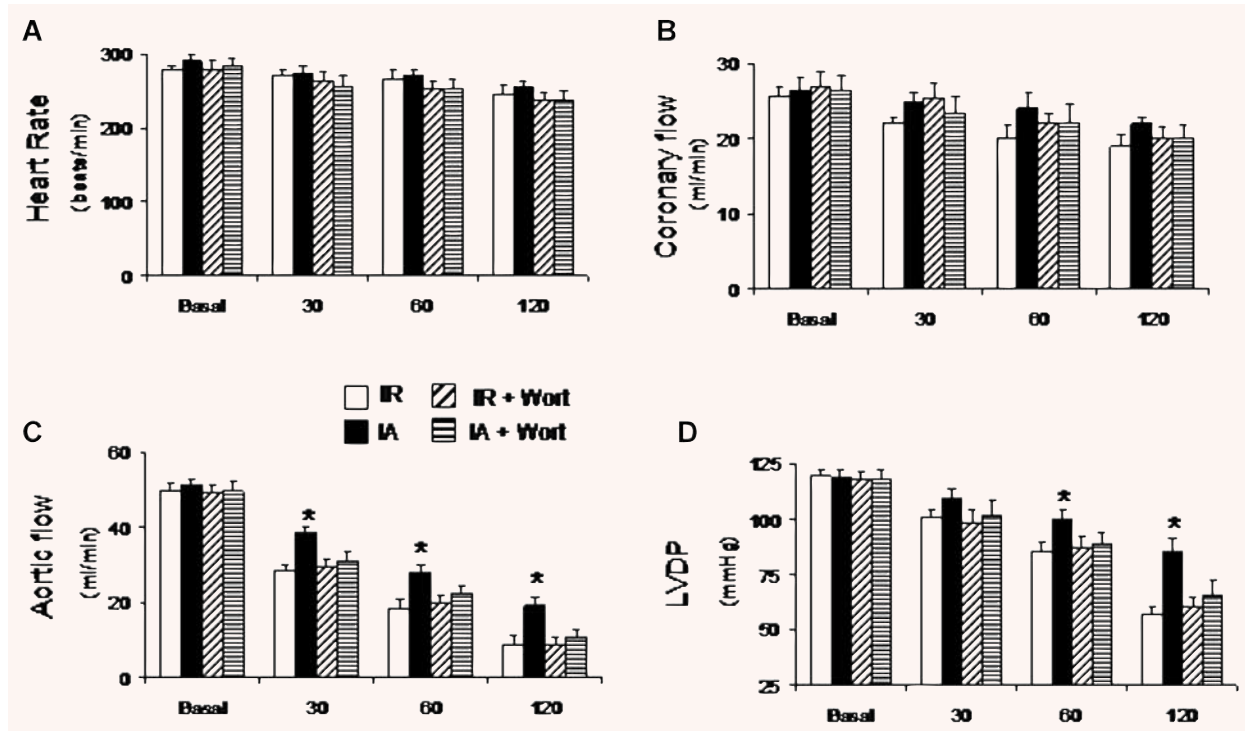 A
300
200
100
0
Heart Rate
(beats/min)
Basal 30 60 120
B
30
20
10
0
Coronary flow
(ml/min)
Basal 30 60 120
IR IR + Wort
IA IA + Wort
C
60
40
20
0
Aortic flow
(ml/min)
* * *
Basal 30 60 120
D
125
100
75
50
25
LVDP
(mmHg)
* *
Basal 30 60 120